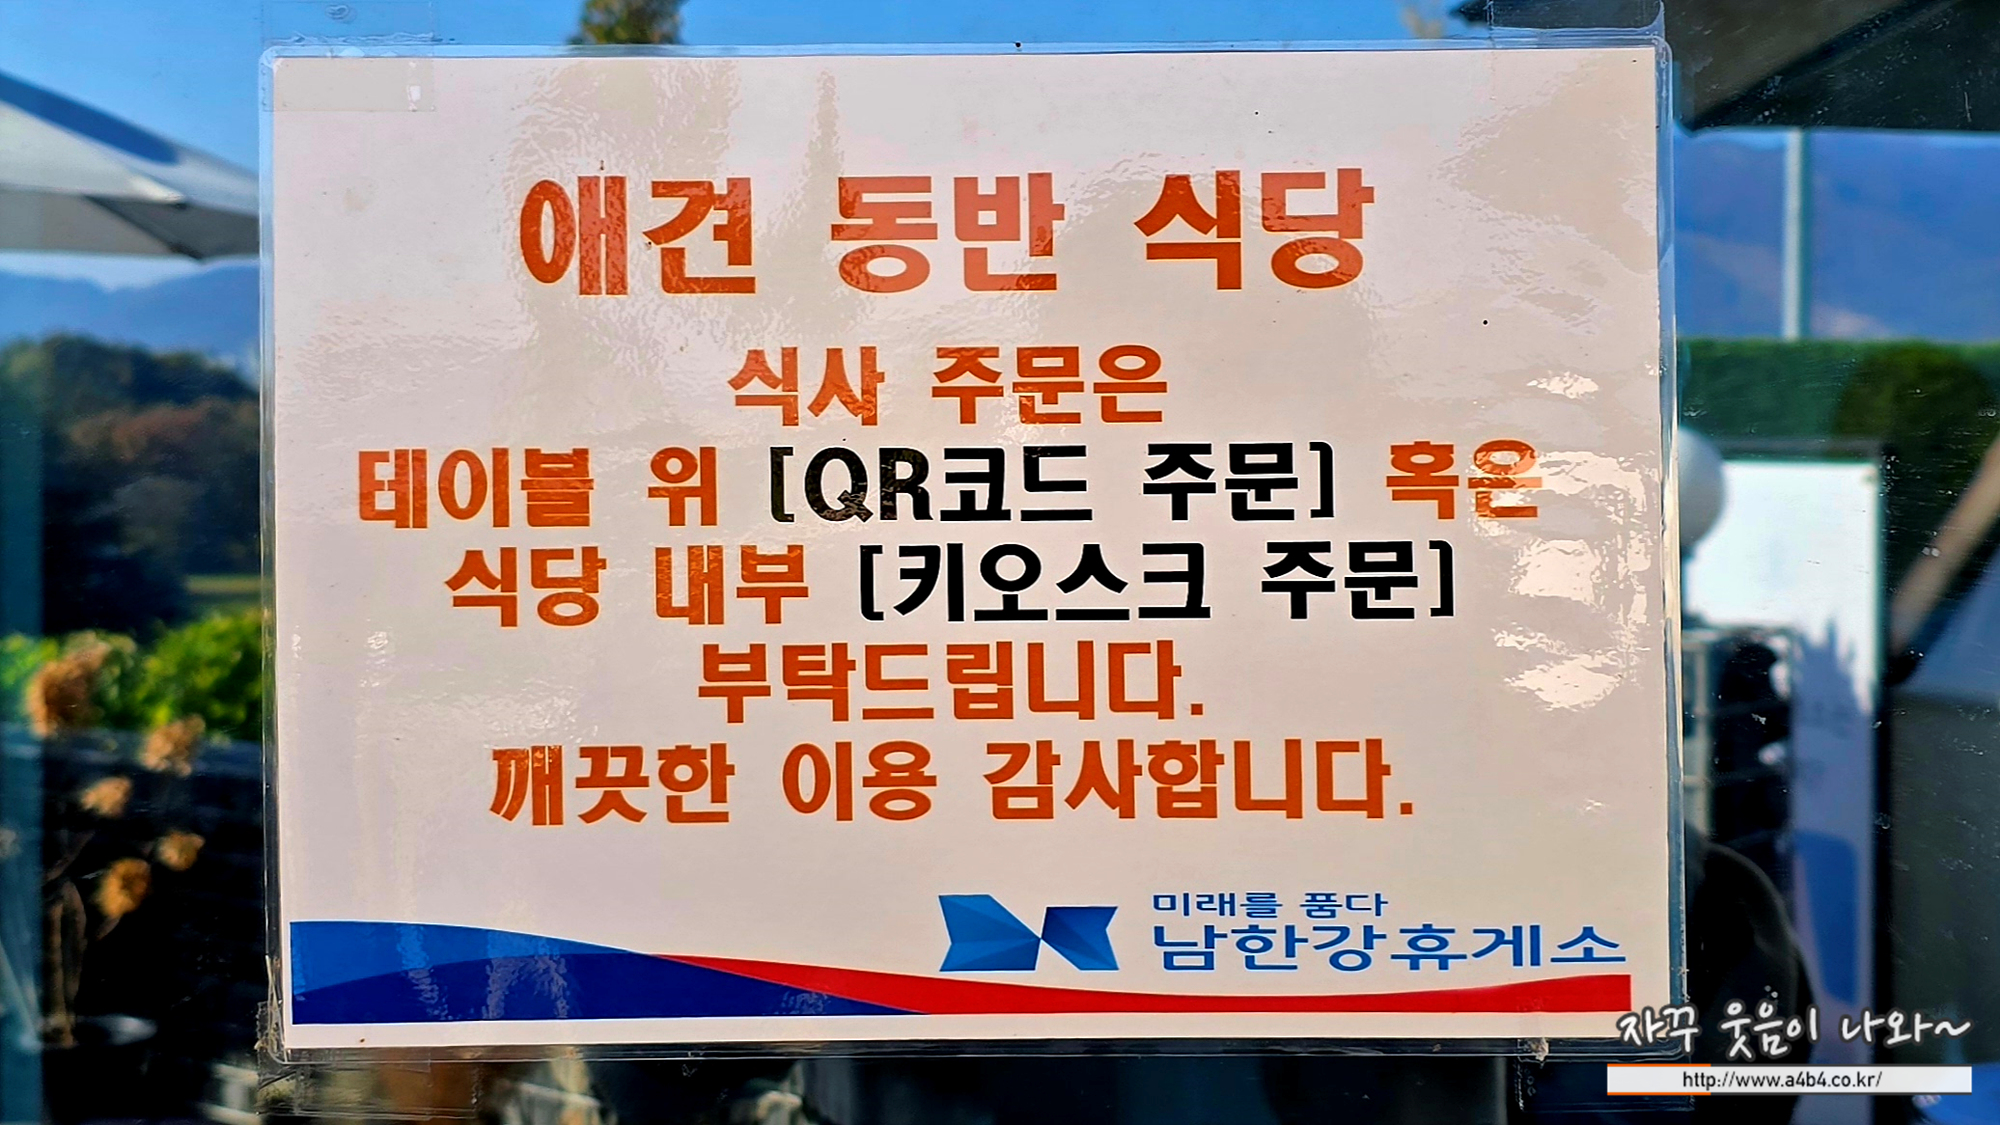 애견 동반 식당
식사 주문은
테이블 위 [QR코드 주문] 혹은
식당 내부 [키오스크 주문]
부탁드립니다.
깨끗한 이용 감사합니다.
미래를 품다
남한강휴게소
자꾸 웃음이 나와~
http://www.a4b4.co.kr/